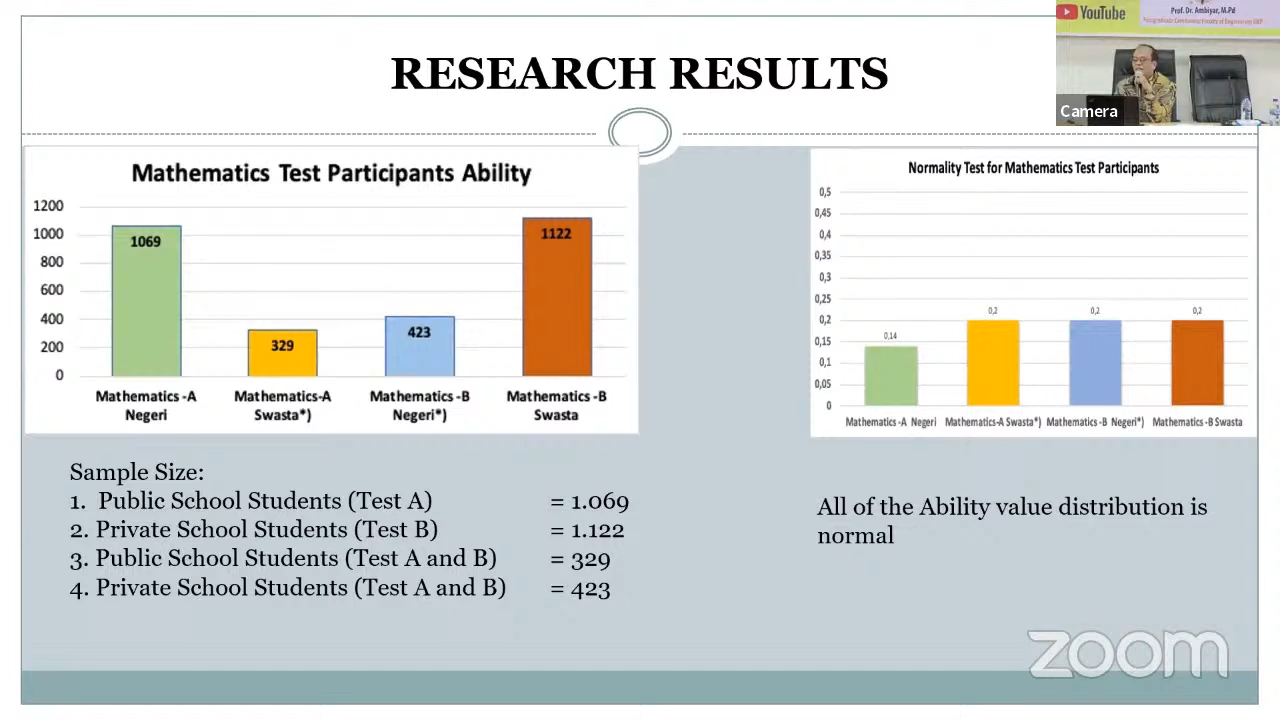 RESEARCH RESULTS
YouTube
Prof. Dr. Ambiyar, M.Pd
Camera
Mathematics Test Participants Ability
1200
1000
800
600
400
200
0
1069
329
423
1122
Mathematics -A
Negeri
Mathematics-A
Swasta*)
Mathematics -B
Negeri*)
Mathematics -B
Swasta
Normality Test for Mathematics Test Participants
0,5
0,45
0,4
0,35
0,3
0,25
0,2
0,15
0,1
0,05
0
0,14
0,2
0,2
0,2
Mathematics -A Negeri
Mathematics-A Swasta*)
Mathematics -B Negeri*)
Mathematics -B Swasta
Sample Size:
1. Public School Students (Test A) = 1.069
2. Private School Students (Test B) = 1.122
3. Public School Students (Test A and B) = 329
4. Private School Students (Test A and B) = 423
All of the Ability value distribution is
normal
zoom